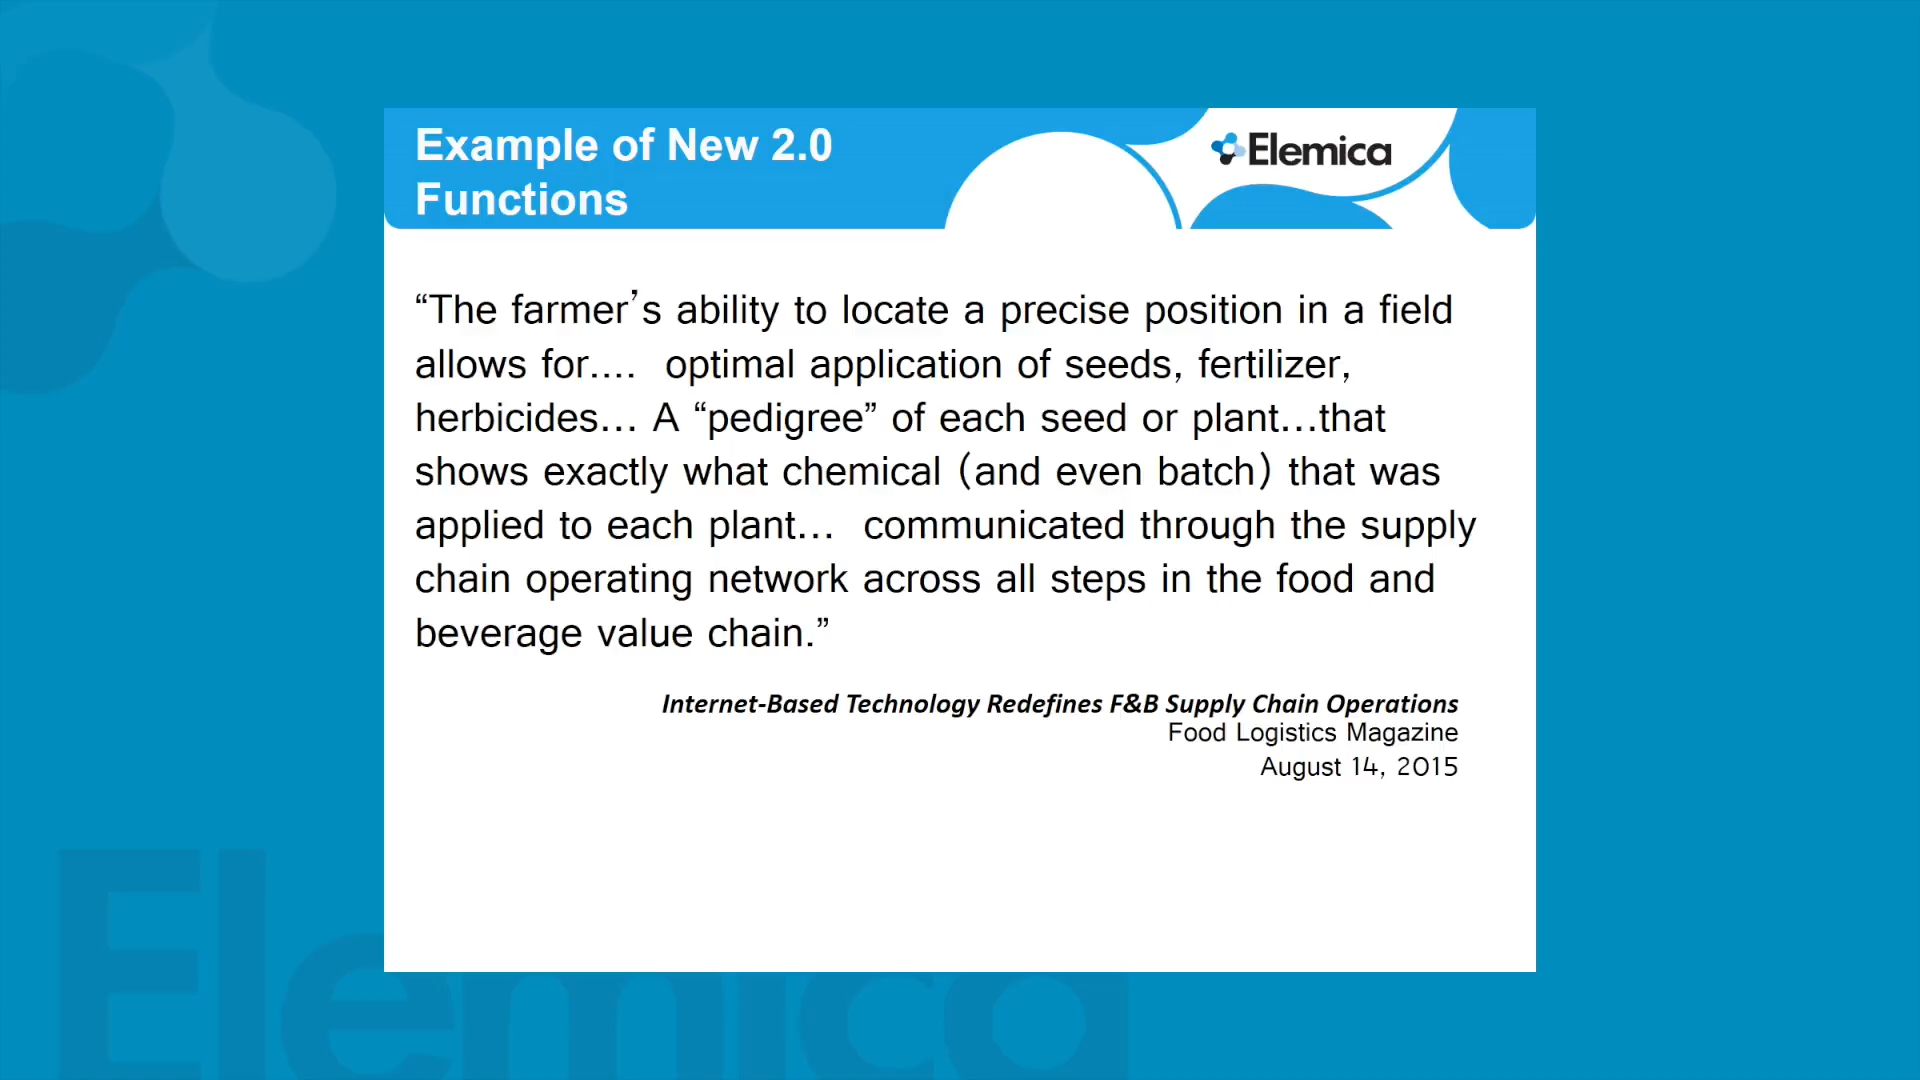 Example of New 2.0
Functions
Elemica
“The farmer’s ability to locate a precise position in a field
allows for....  optimal application of seeds, fertilizer,
herbicides... A “pedigree” of each seed or plant...that
shows exactly what chemical (and even batch) that was
applied to each plant...  communicated through the supply
chain operating network across all steps in the food and
beverage value chain.”
Internet-Based Technology Redefines F&B Supply Chain Operations
Food Logistics Magazine
August 14, 2015
Elemica